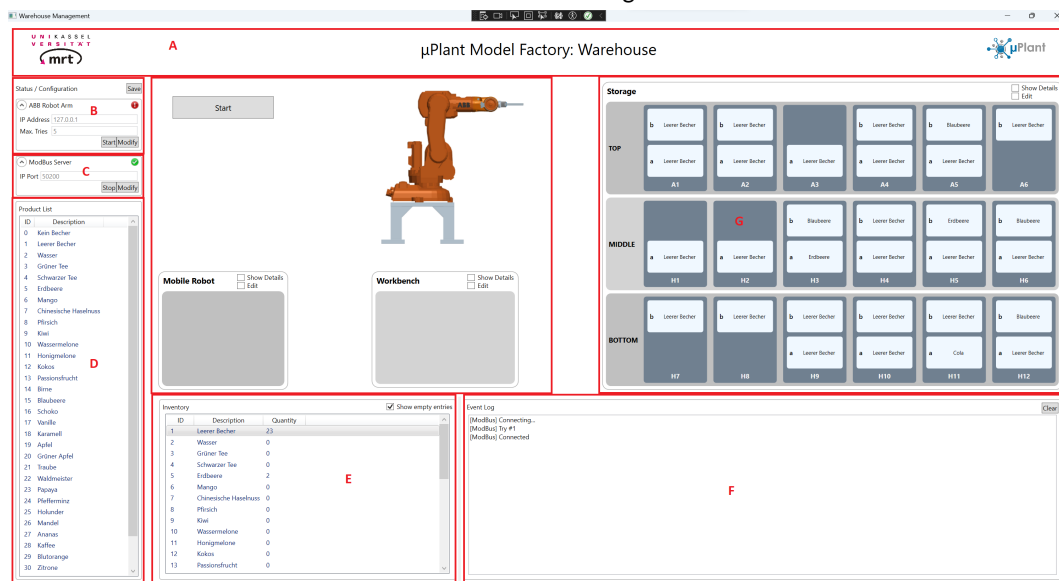 Warehouse Management
UNIKASSEL
VERSITÄT
(mrt)
A
µPlant Model Factory: Warehouse
µPlant
Status / Configuration Save
ABB Robot Arm
B
IP Address 127.0.0.1
Max. Tries 5
Start Modify
ModBus Server
C
IP Port 50200
Stop Modify
Product List
ID Description
0 Kein Becher
1 Leerer Becher
2 Wasser
3 Grüner Tee
4 Schwarzer Tee
5 Erdbeere
6 Mango
7 Chinesische Haselnuss
8 Pfirsich
9 Kiwi
10 Wassermelone
11 Honigmelone
12 Kokos
D
13 Passionsfrucht
14 Birne
15 Blaubeere
16 Schoko
17 Vanille
18 Karamell
19 Apfel
20 Grüner Apfel
21 Traube
22 Waldmeister
23 Papaya
24 Pfefferminz
25 Holunder
26 Mandel
27 Ananas
28 Kaffee
29 Blutorange
30 Zitrone
Start
ABB
Mobile Robot
Show Details
Edit
Workbench
Show Details
Edit
Storage
Show Details
Edit
TOP
b Leerer Becher b Leerer Becher b Leerer Becher b Blaubeere b Leerer Becher
a Leerer Becher a Leerer Becher a Leerer Becher a Leerer Becher a Leerer Becher
A1 A2 A3 A4 A5 A6
G
MIDDLE
b Blaubeere b Leerer Becher b Erdbeere b Blaubeere
a Leerer Becher a Leerer Becher a Erdbeere a Leerer Becher a Leerer Becher a Leerer Becher
H1 H2 H3 H4 H5 H6
BOTTOM
b Leerer Becher b Leerer Becher b Leerer Becher b Leerer Becher b Leerer Becher b Blaubeere
a Leerer Becher a Leerer Becher a Cola a Leerer Becher
H7 H8 H9 H10 H11 H12
Inventory Show empty entries
ID Description Quantity
1 Leerer Becher 23
2 Wasser 0
3 Grüner Tee 0
4 Schwarzer Tee 0
5 Erdbeere 2
6 Mango 0
7 Chinesische Haselnuss 0
8 Pfirsich 0
9 Kiwi 0
10 Wassermelone 0
11 Honigmelone 0
12 Kokos 0
13 Passionsfrucht 0
E
Event Log Clear
[ModBus] Connecting...
[ModBus] Try #1
[ModBus] Connected
F